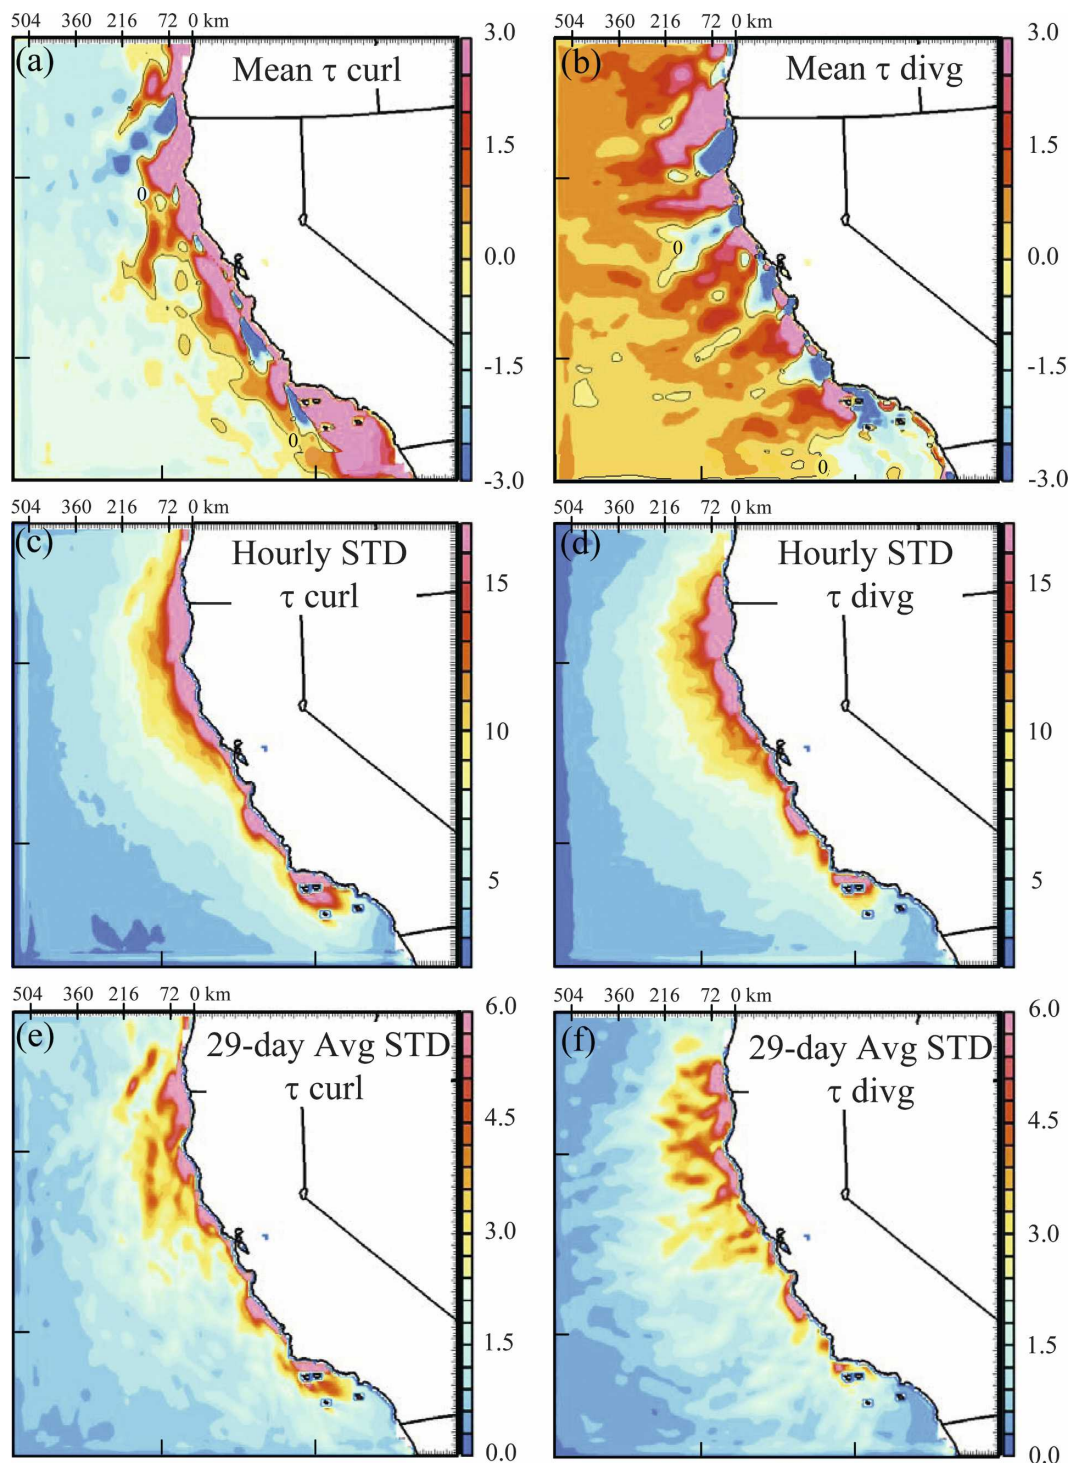 504 360 216 72 0 km
504 360 216 72 0 km
(a)
Mean τ curl
3.0
1.5
0.0
-1.5
-3.0
0
0
(b)
Mean τ divg
3.0
1.5
0.0
-1.5
-3.0
0
0
504 360 216 72 0 km
504 360 216 72 0 km
(c)
Hourly STD
τ curl
15
10
5
(d)
Hourly STD
τ divg
15
10
5
504 360 216 72 0 km
504 360 216 72 0 km
(e)
29-day Avg STD
τ curl
6.0
4.5
3.0
1.5
0.0
(f)
29-day Avg STD
τ divg
6.0
4.5
3.0
1.5
0.0